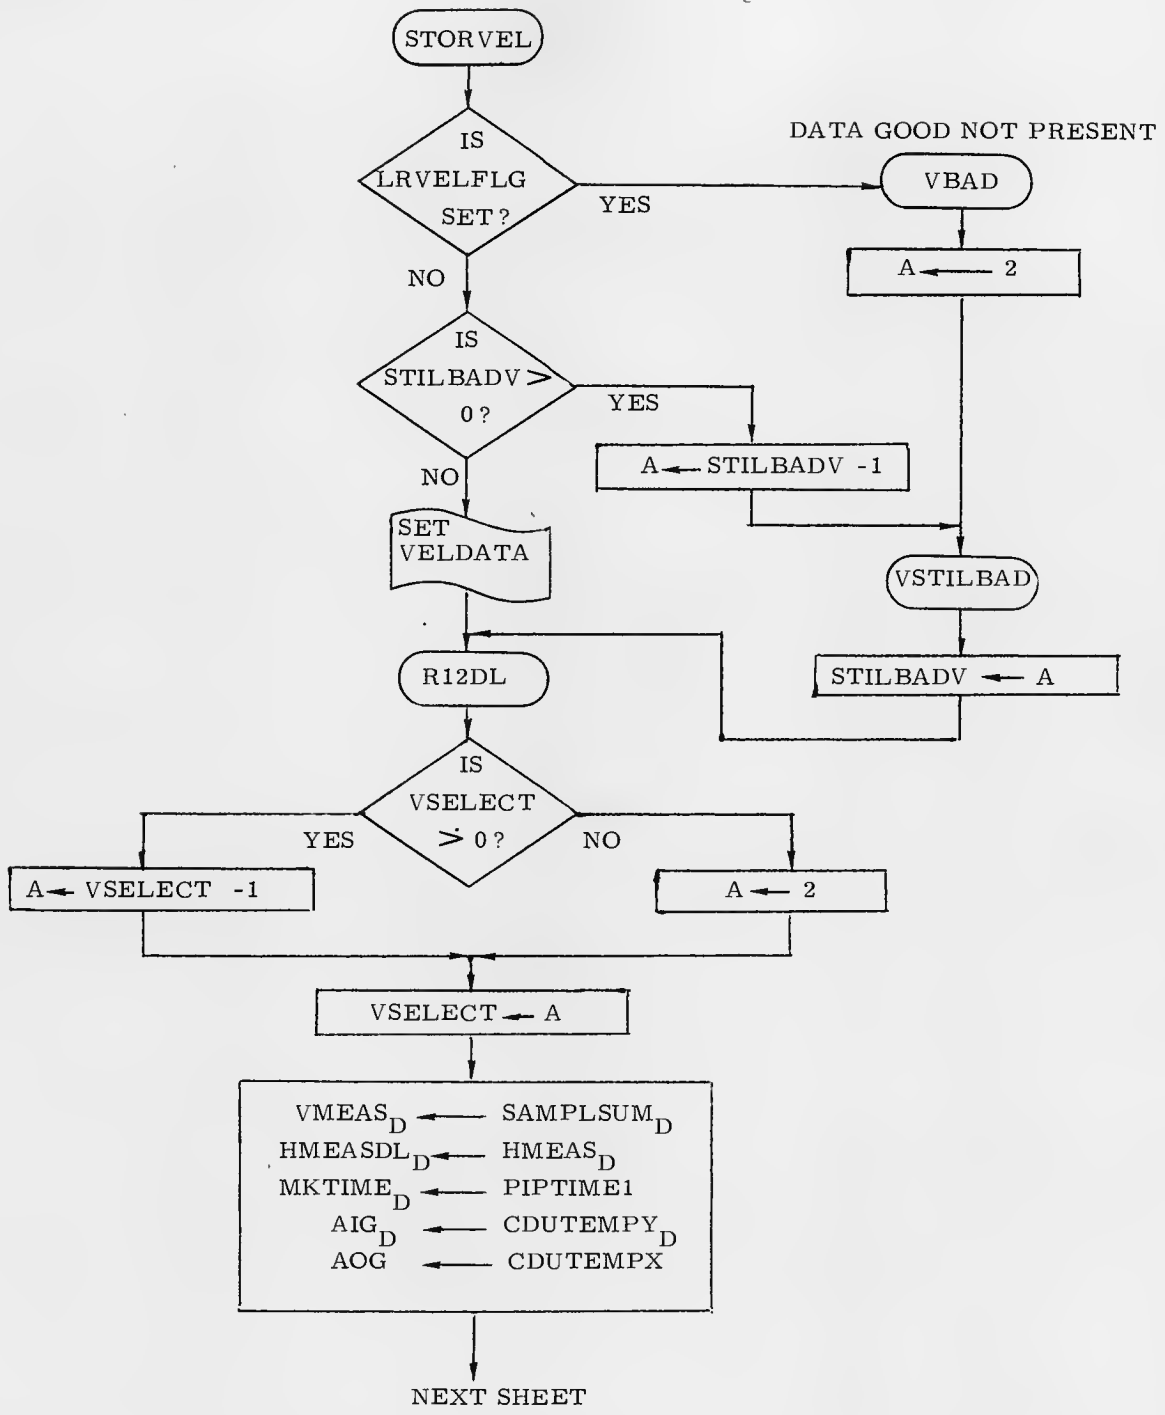 STORVEL
IS
LRVELFLG
SET?
YES
NO
DATA GOOD NOT PRESENT
VBAD
A ← 2
IS
STILBADV >
0?
YES
NO
A ← STILBADV -1
SET
VELDATA
VSTILBAD
STILBADV ← A
R12DL
IS
VSELECT
> 0?
YES
NO
A ← VSELECT -1
A ← 2
VSELECT ← A
VMEAS_D ← SAMPLSUM_D
HMEASDL_D ← HMEAS_D
MKTIME_D ← PIPTIME1
AIG_D ← CDUTEMPY_D
AOG ← CDUTEMPX
NEXT SHEET